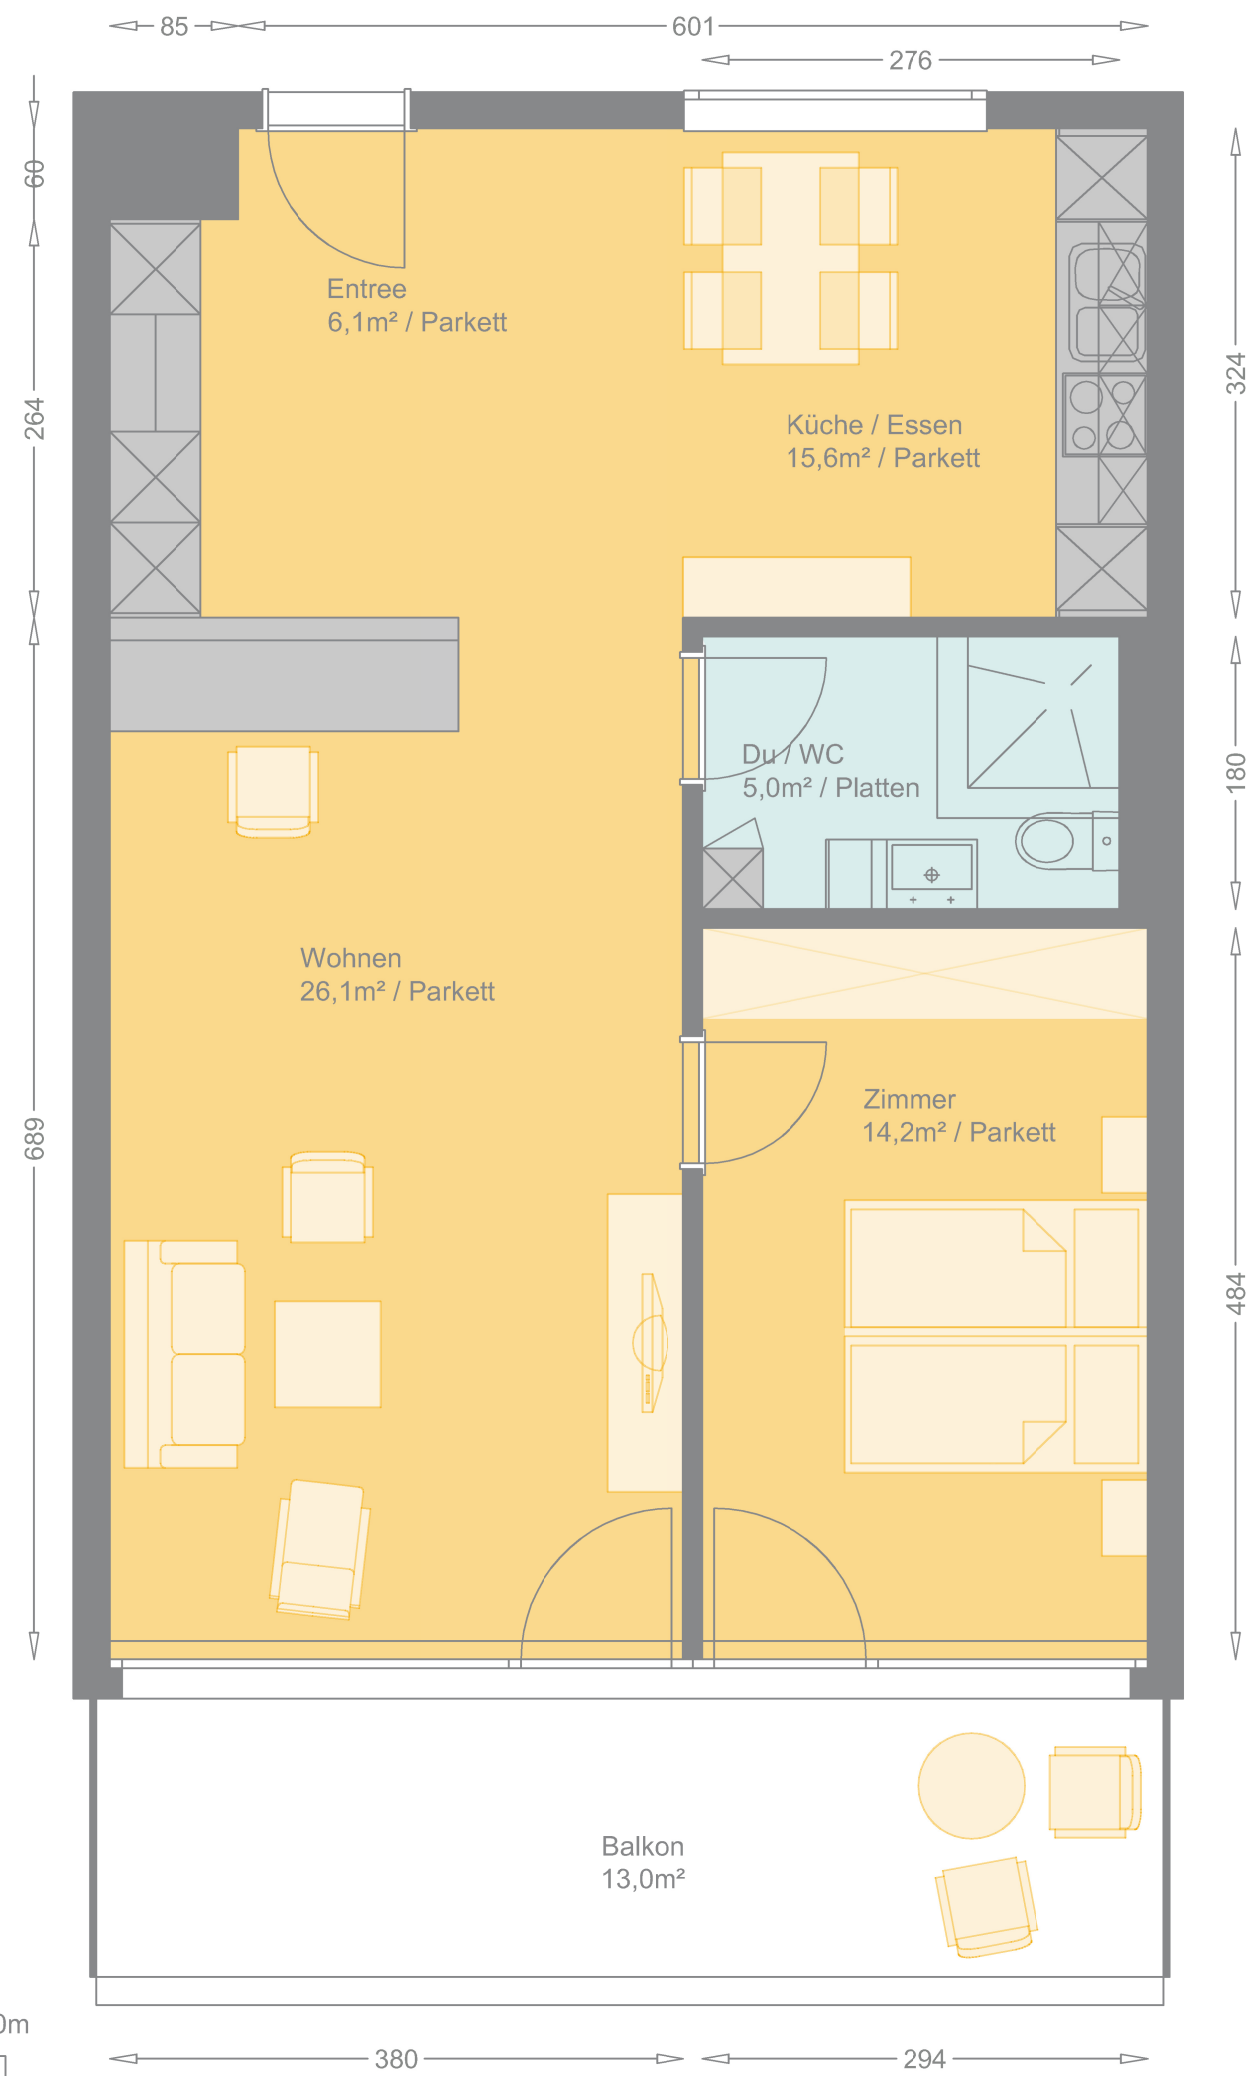 85
601
276
60
264
324
Entree
6,1m² / Parkett
Küche / Essen
15,6m² / Parkett
Du / WC
5,0m² / Platten
180
Wohnen
26,1m² / Parkett
Zimmer
14,2m² / Parkett
689
484
Balkon
13,0m²
0m
380
294